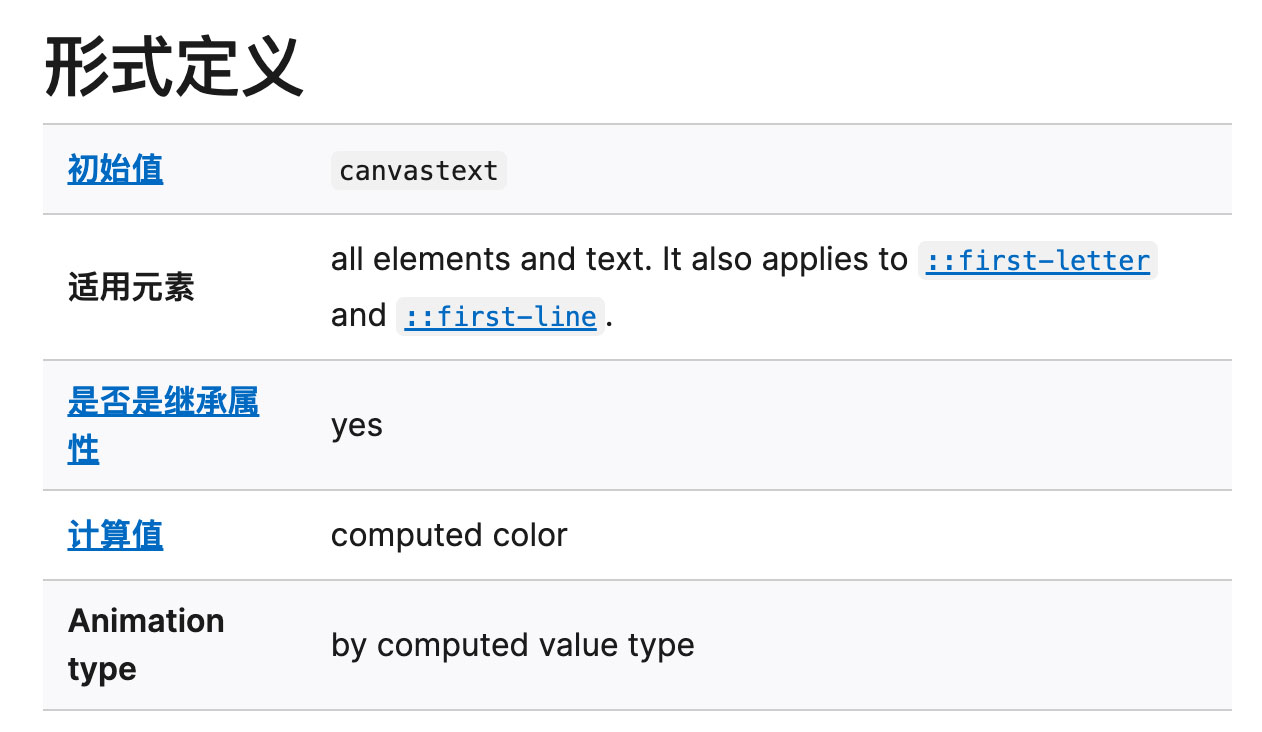 形式定义
初始值 canvastext
适用元素 all elements and text. It also applies to ::first-letter
and ::first-line.
是否是继承属
性 yes
计算值 computed color
Animation
type by computed value type